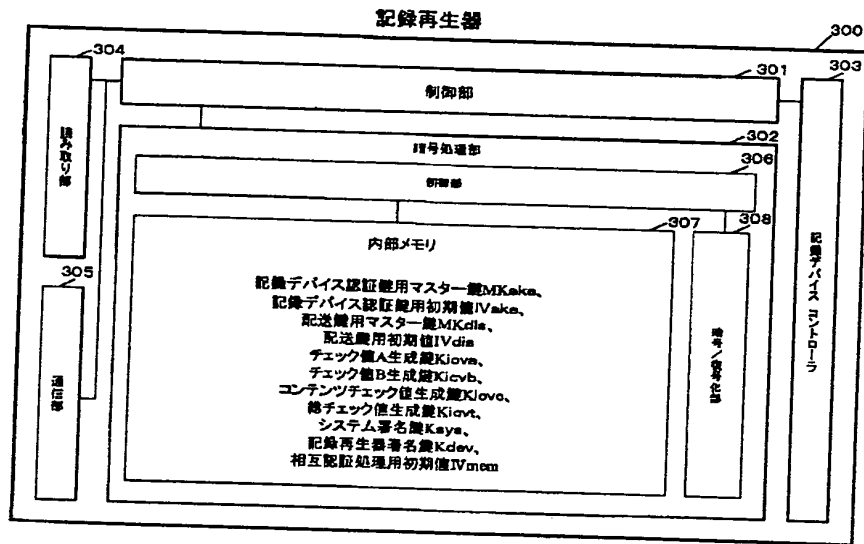 記録再生器
300
304
301
303
制御部
読み取り部
302
暗号処理部
306
制御部
307
308
内部メモリ
記録デバイス認証鍵用マスター鍵MKake、
記録デバイス認証鍵用初期値IVake、
配送鍵用マスター鍵MKdis、
配送鍵用初期値IVdis
チェック値A生成鍵Kicva、
チェック値B生成鍵Kicvb、
コンテンツチェック値生成鍵Kicvc、
総チェック値生成鍵Kicvt、
システム署名鍵Ksys、
記録再生器署名鍵Kdev、
相互認証処理用初期値IVmem
305
通信部
記録デバイス コントローラ